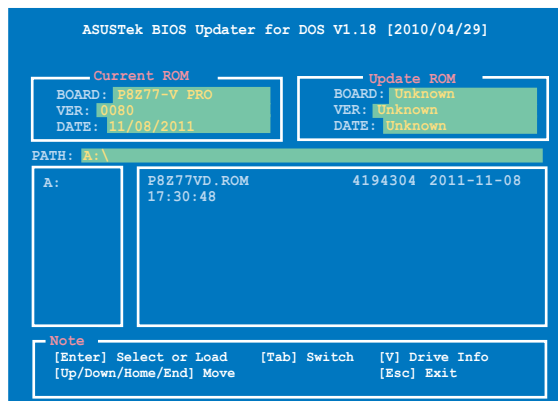 ASUSTek BIOS Updater for DOS V1.18 [2010/04/29]
Current ROM
BOARD: P8Z77-V PRO
VER: 0080
DATE: 11/08/2011
Update ROM
BOARD: Unknown
VER: Unknown
DATE: Unknown
PATH: A:\
A:
P8Z77VD.ROM 4194304 2011-11-08
17:30:48
Note
[Enter] Select or Load [Tab] Switch [V] Drive Info
[Up/Down/Home/End] Move [Esc] Exit